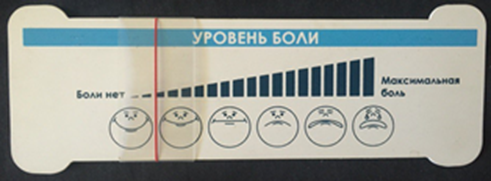 УРОВЕНЬ БОЛИ
Боли нет
Максимальная
боль